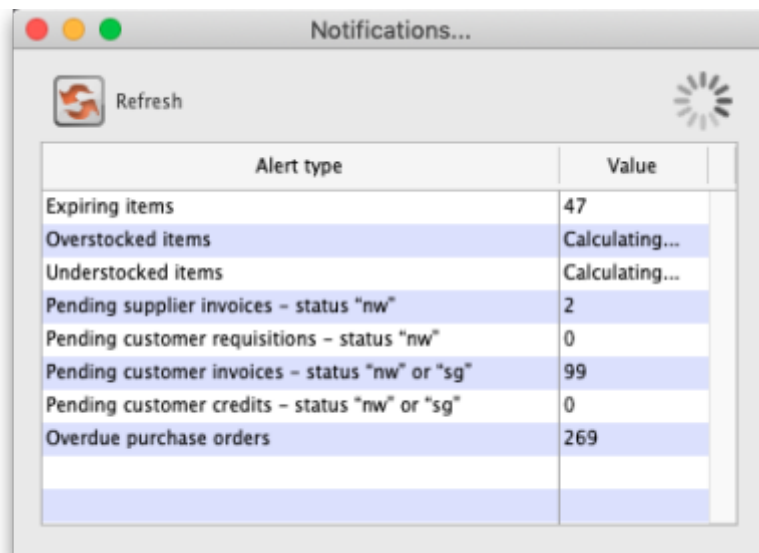 Notifications...
Refresh
Alert type Value
Expiring items 47
Overstocked items Calculating...
Understocked items Calculating...
Pending supplier invoices – status “nw” 2
Pending customer requisitions – status “nw” 0
Pending customer invoices – status “nw” or “sg” 99
Pending customer credits – status “nw” or “sg” 0
Overdue purchase orders 269